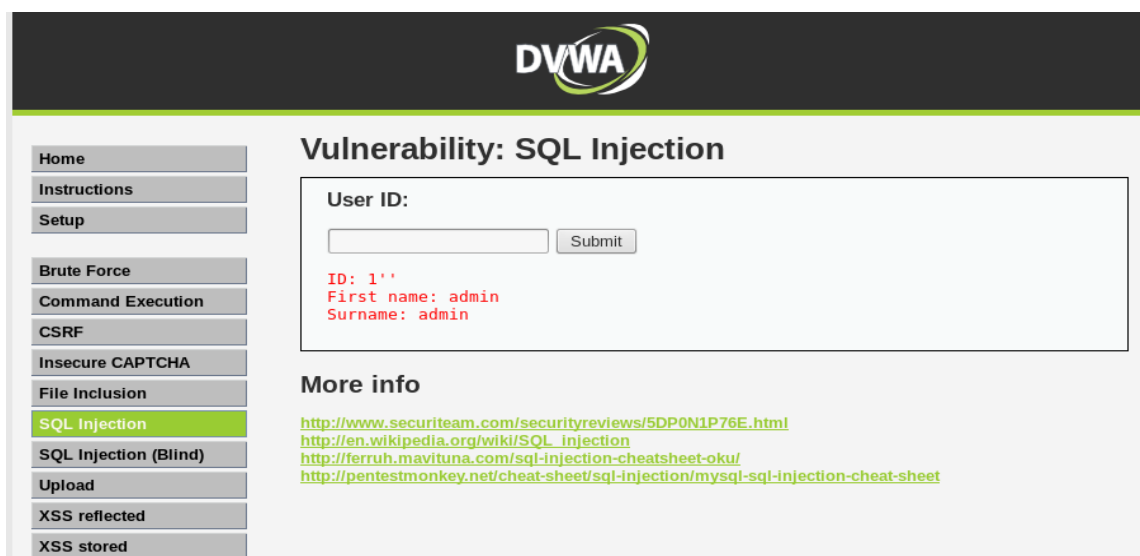 DVWA
Home
Instructions
Setup
Brute Force
Command Execution
CSRF
Insecure CAPTCHA
File Inclusion
SQL Injection
SQL Injection (Blind)
Upload
XSS reflected
XSS stored
Vulnerability: SQL Injection
User ID:
Submit
ID: 1''
First name: admin
Surname: admin
More info
http://www.securiteam.com/securityreviews/5DP0N1P76E.html
http://en.wikipedia.org/wiki/SQL_injection
http://ferruh.mavituna.com/sql-injection-cheatsheet-oku/
http://pentestmonkey.net/cheat-sheet/sql-injection/mysql-sql-injection-cheat-sheet